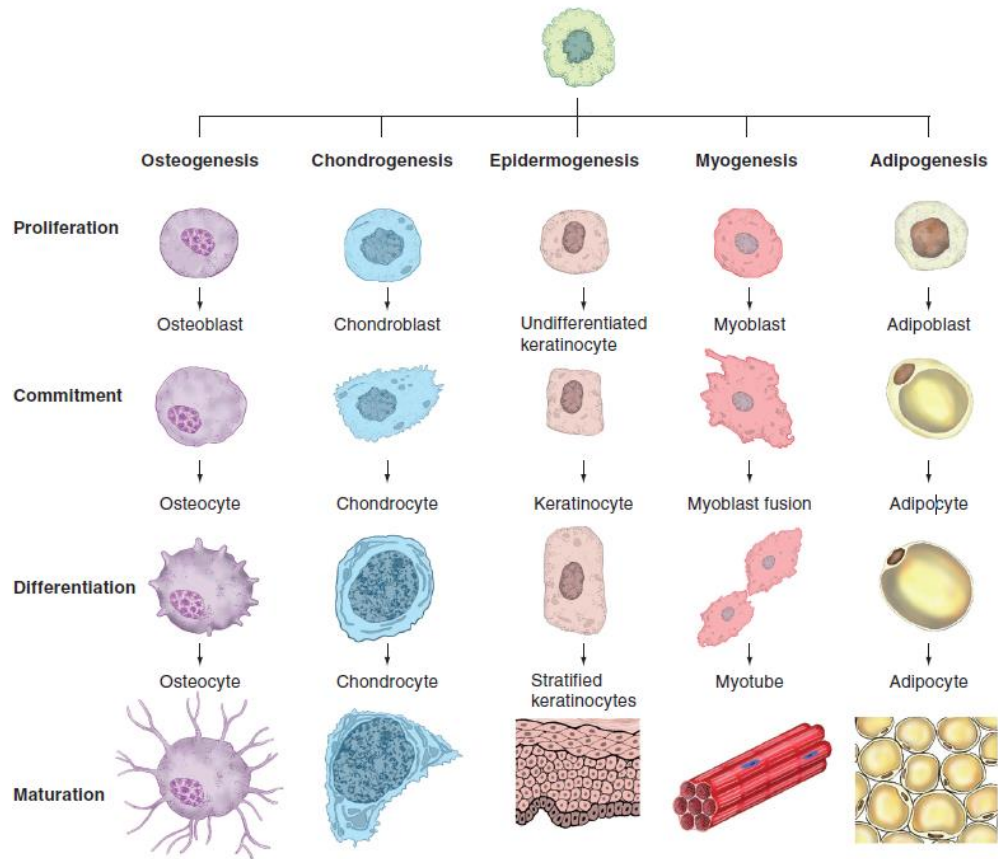 Osteogenesis Chondrogenesis Epidermogenesis Myogenesis Adipogenesis
Proliferation
Osteoblast Chondroblast Undifferentiated keratinocyte Myoblast Adipoblast
Commitment
Osteocyte Chondrocyte Keratinocyte Myoblast fusion Adipocyte
Differentiation
Osteocyte Chondrocyte Stratified keratinocytes Myotube Adipocyte
Maturation